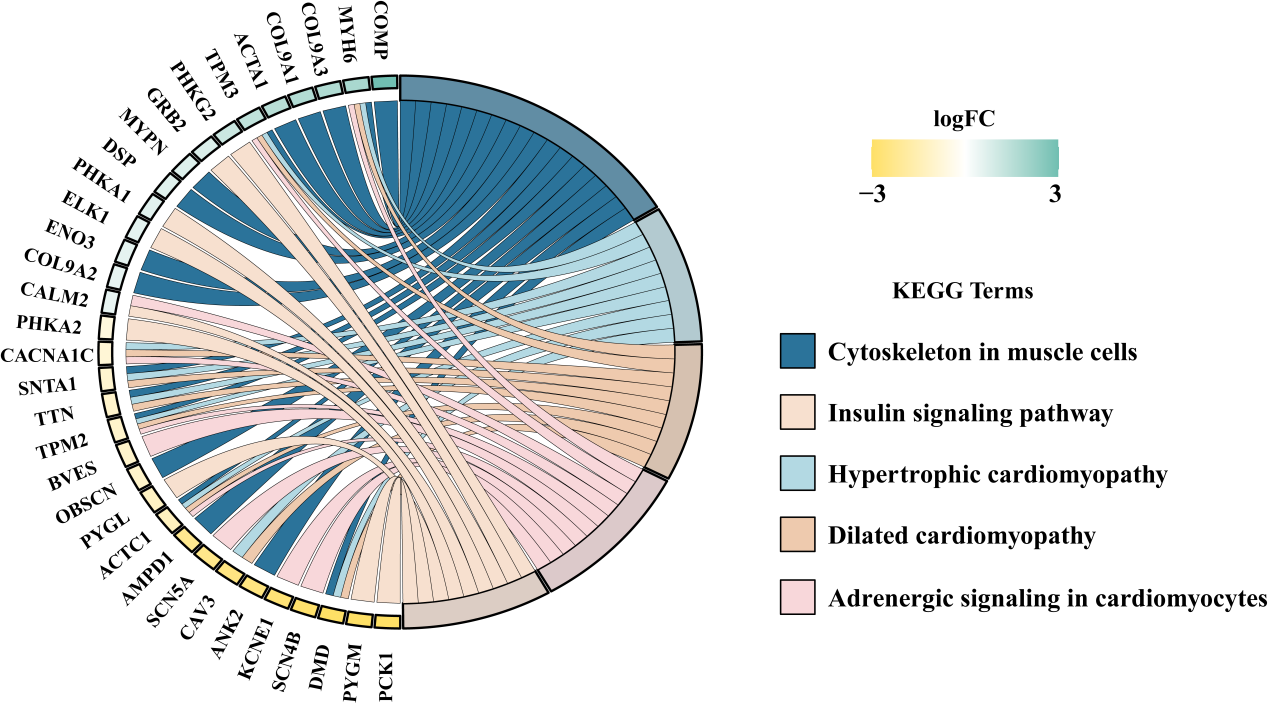 COMP
MYH6
COL9A3
COL9A1
ACTA1
TPM3
PHKG2
GRB2
MYPN
DSP
PHKA1
ELK1
ENO3
COL9A2
CALM2
PHKA2
CACNA1C
SNTA1
TTN
TPM2
BVES
OBSCN
PYGL
ACTC1
AMPD1
SCN5A
CAV3
ANK2
KCNE1
SCN4B
DMD
PYGM
PCK1
logFC
−3 3
KEGG Terms
Cytoskeleton in muscle cells
Insulin signaling pathway
Hypertrophic cardiomyopathy
Dilated cardiomyopathy
Adrenergic signaling in cardiomyocytes